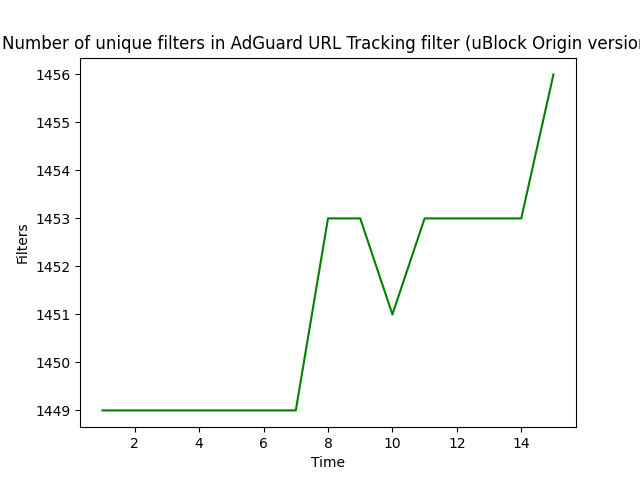 Number of unique filters in AdGuard URL Tracking filter (uBlock Origin version
1456
1455
1454
1453
1452
1451
1450
1449
Filters
2 4 6 8 10 12 14
Time